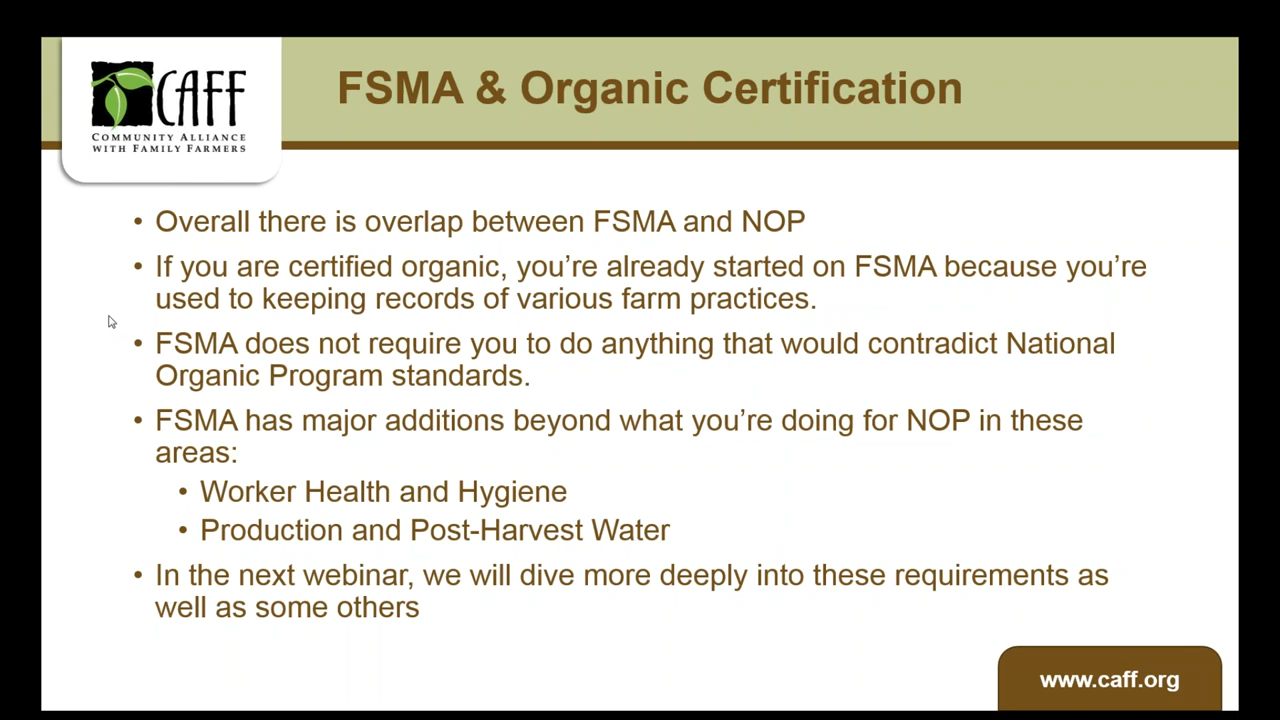 CAFF
COMMUNITY ALLIANCE
WITH FAMILY FARMERS
FSMA & Organic Certification
• Overall there is overlap between FSMA and NOP
• If you are certified organic, you’re already started on FSMA because you’re
used to keeping records of various farm practices.
• FSMA does not require you to do anything that would contradict National
Organic Program standards.
• FSMA has major additions beyond what you’re doing for NOP in these
areas:
• Worker Health and Hygiene
• Production and Post-Harvest Water
• In the next webinar, we will dive more deeply into these requirements as
well as some others
www.caff.org